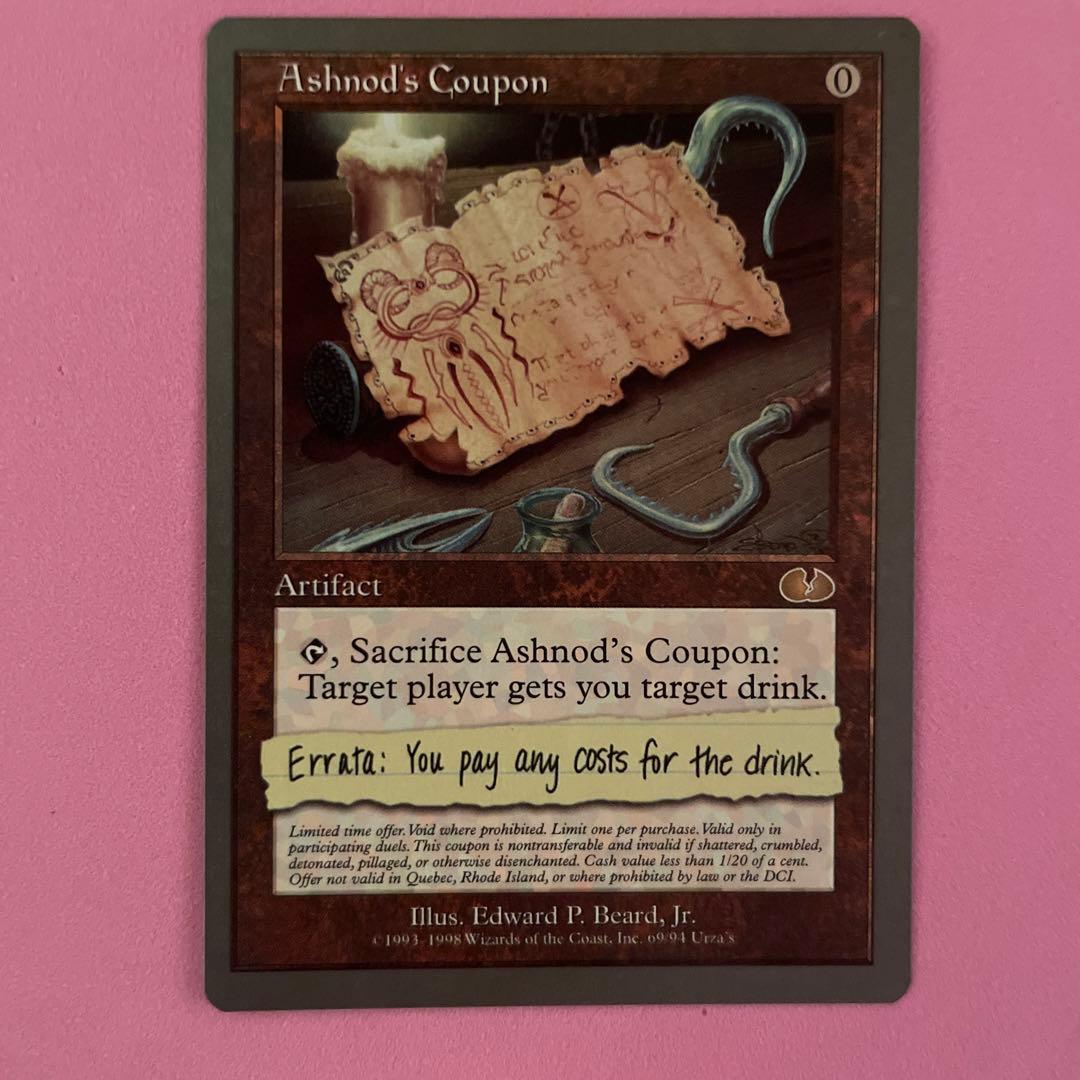 Ashnod's Coupon 0
Artifact
, Sacrifice Ashnod's Coupon:
Target player gets you target drink.
Errata: You pay any costs for the drink.
Limited time offer. Void where prohibited. Limit one per purchase. Valid only in
participating duels. This coupon is nontransferable and invalid if shattered, crumbled,
detonated, pillaged, or otherwise disenchanted. Cash value less than 1/20 of a cent.
Offer not valid in Quebec, Rhode Island, or where prohibited by law or the DCI.
Illus. Edward P. Beard, Jr.
©1993-1998 Wizards of the Coast, Inc. 69/94 Urza's